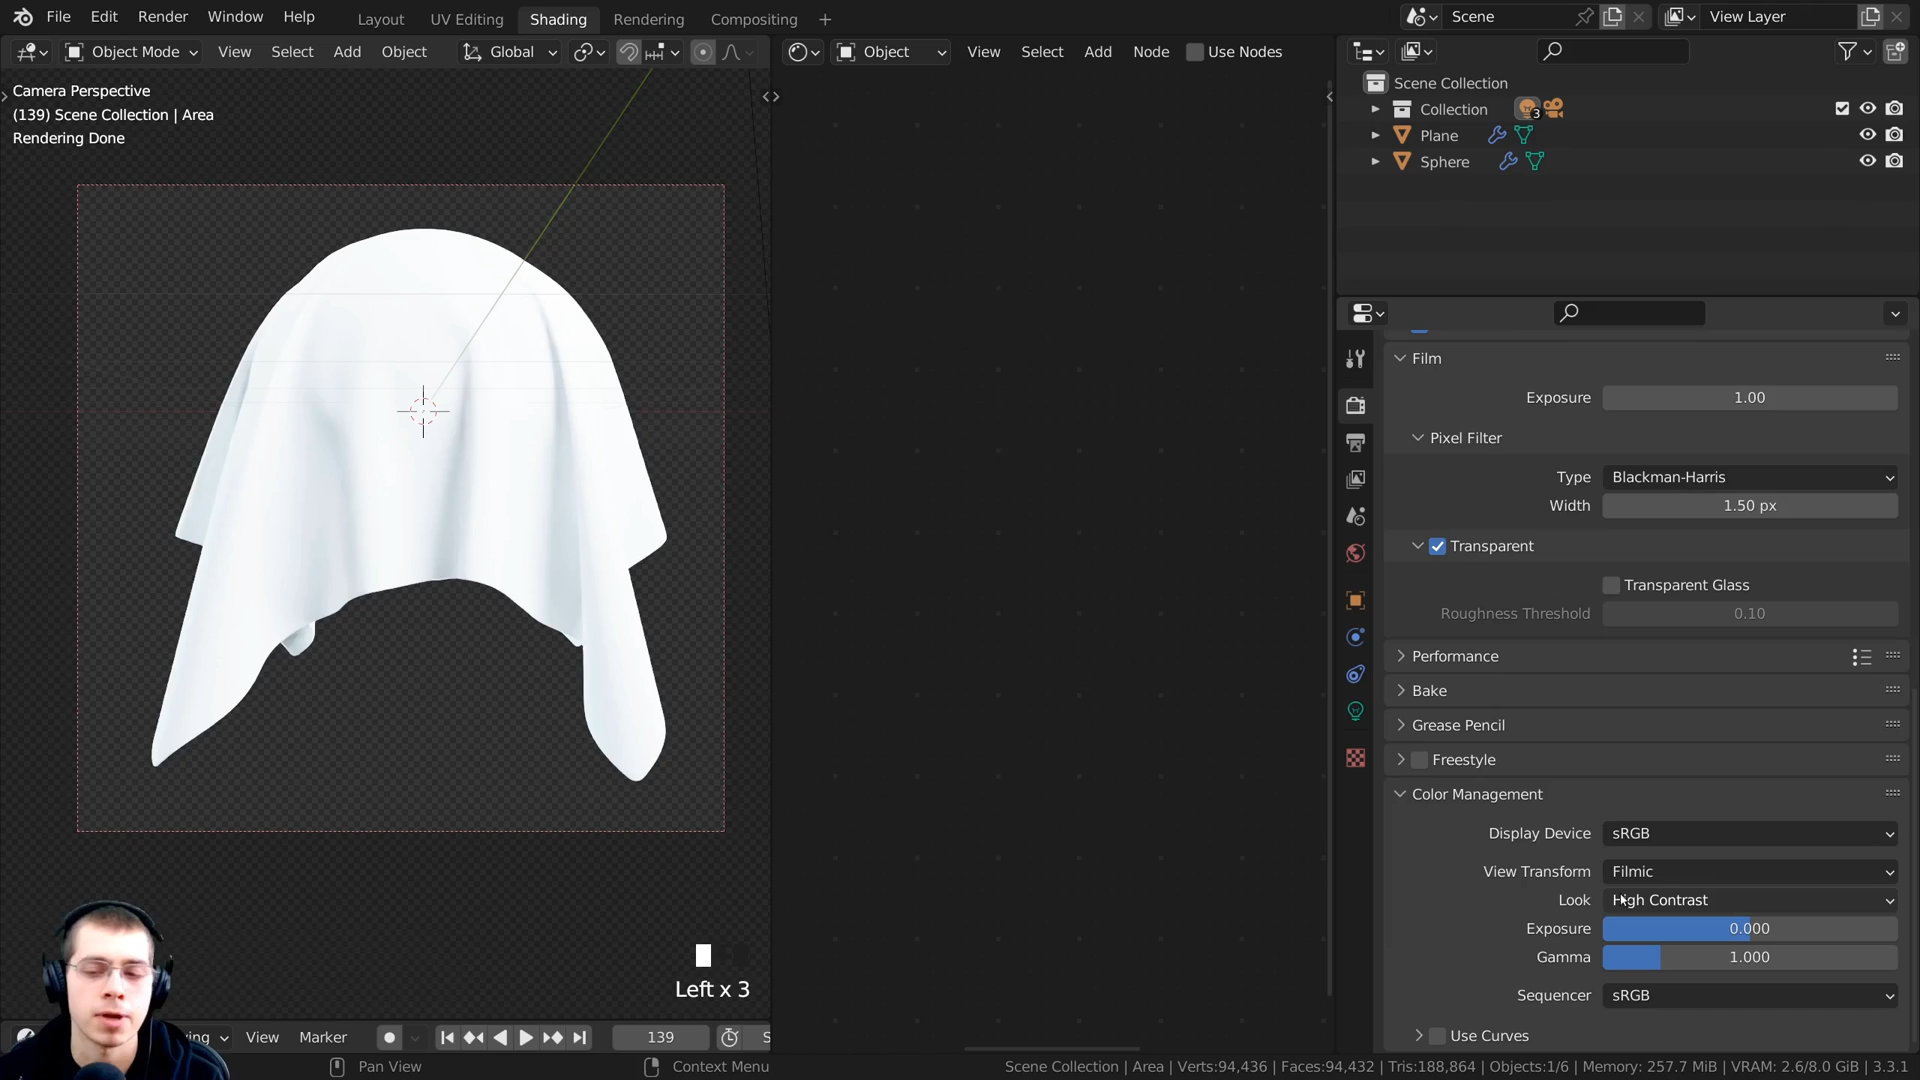 File Edit Render Window Help Layout UV Editing Shading Rendering Compositing + Scene View Layer
Object Mode View Select Add Object Global Object View Select Add Node Use Nodes
Camera Perspective
(139) Scene Collection | Area
Rendering Done
Scene Collection
Collection 3
Plane
Sphere
Film
Exposure 1.00
Pixel Filter
Type Blackman-Harris
Width 1.50 px
Transparent
Transparent Glass
Roughness Threshold 0.10
Performance
Bake
Grease Pencil
Freestyle
Color Management
Display Device sRGB
View Transform Filmic
Look High Contrast
Exposure 0.000
Gamma 1.000
Sequencer sRGB
Use Curves
Left x 3
View Marker 139 S
Pan View Context Menu Scene Collection | Area | Verts:94,436 | Faces:94,432 | Tris:188,864 | Objects:1/6 | Memory: 257.7 MiB | VRAM: 2.6/8.0 GiB | 3.3.1